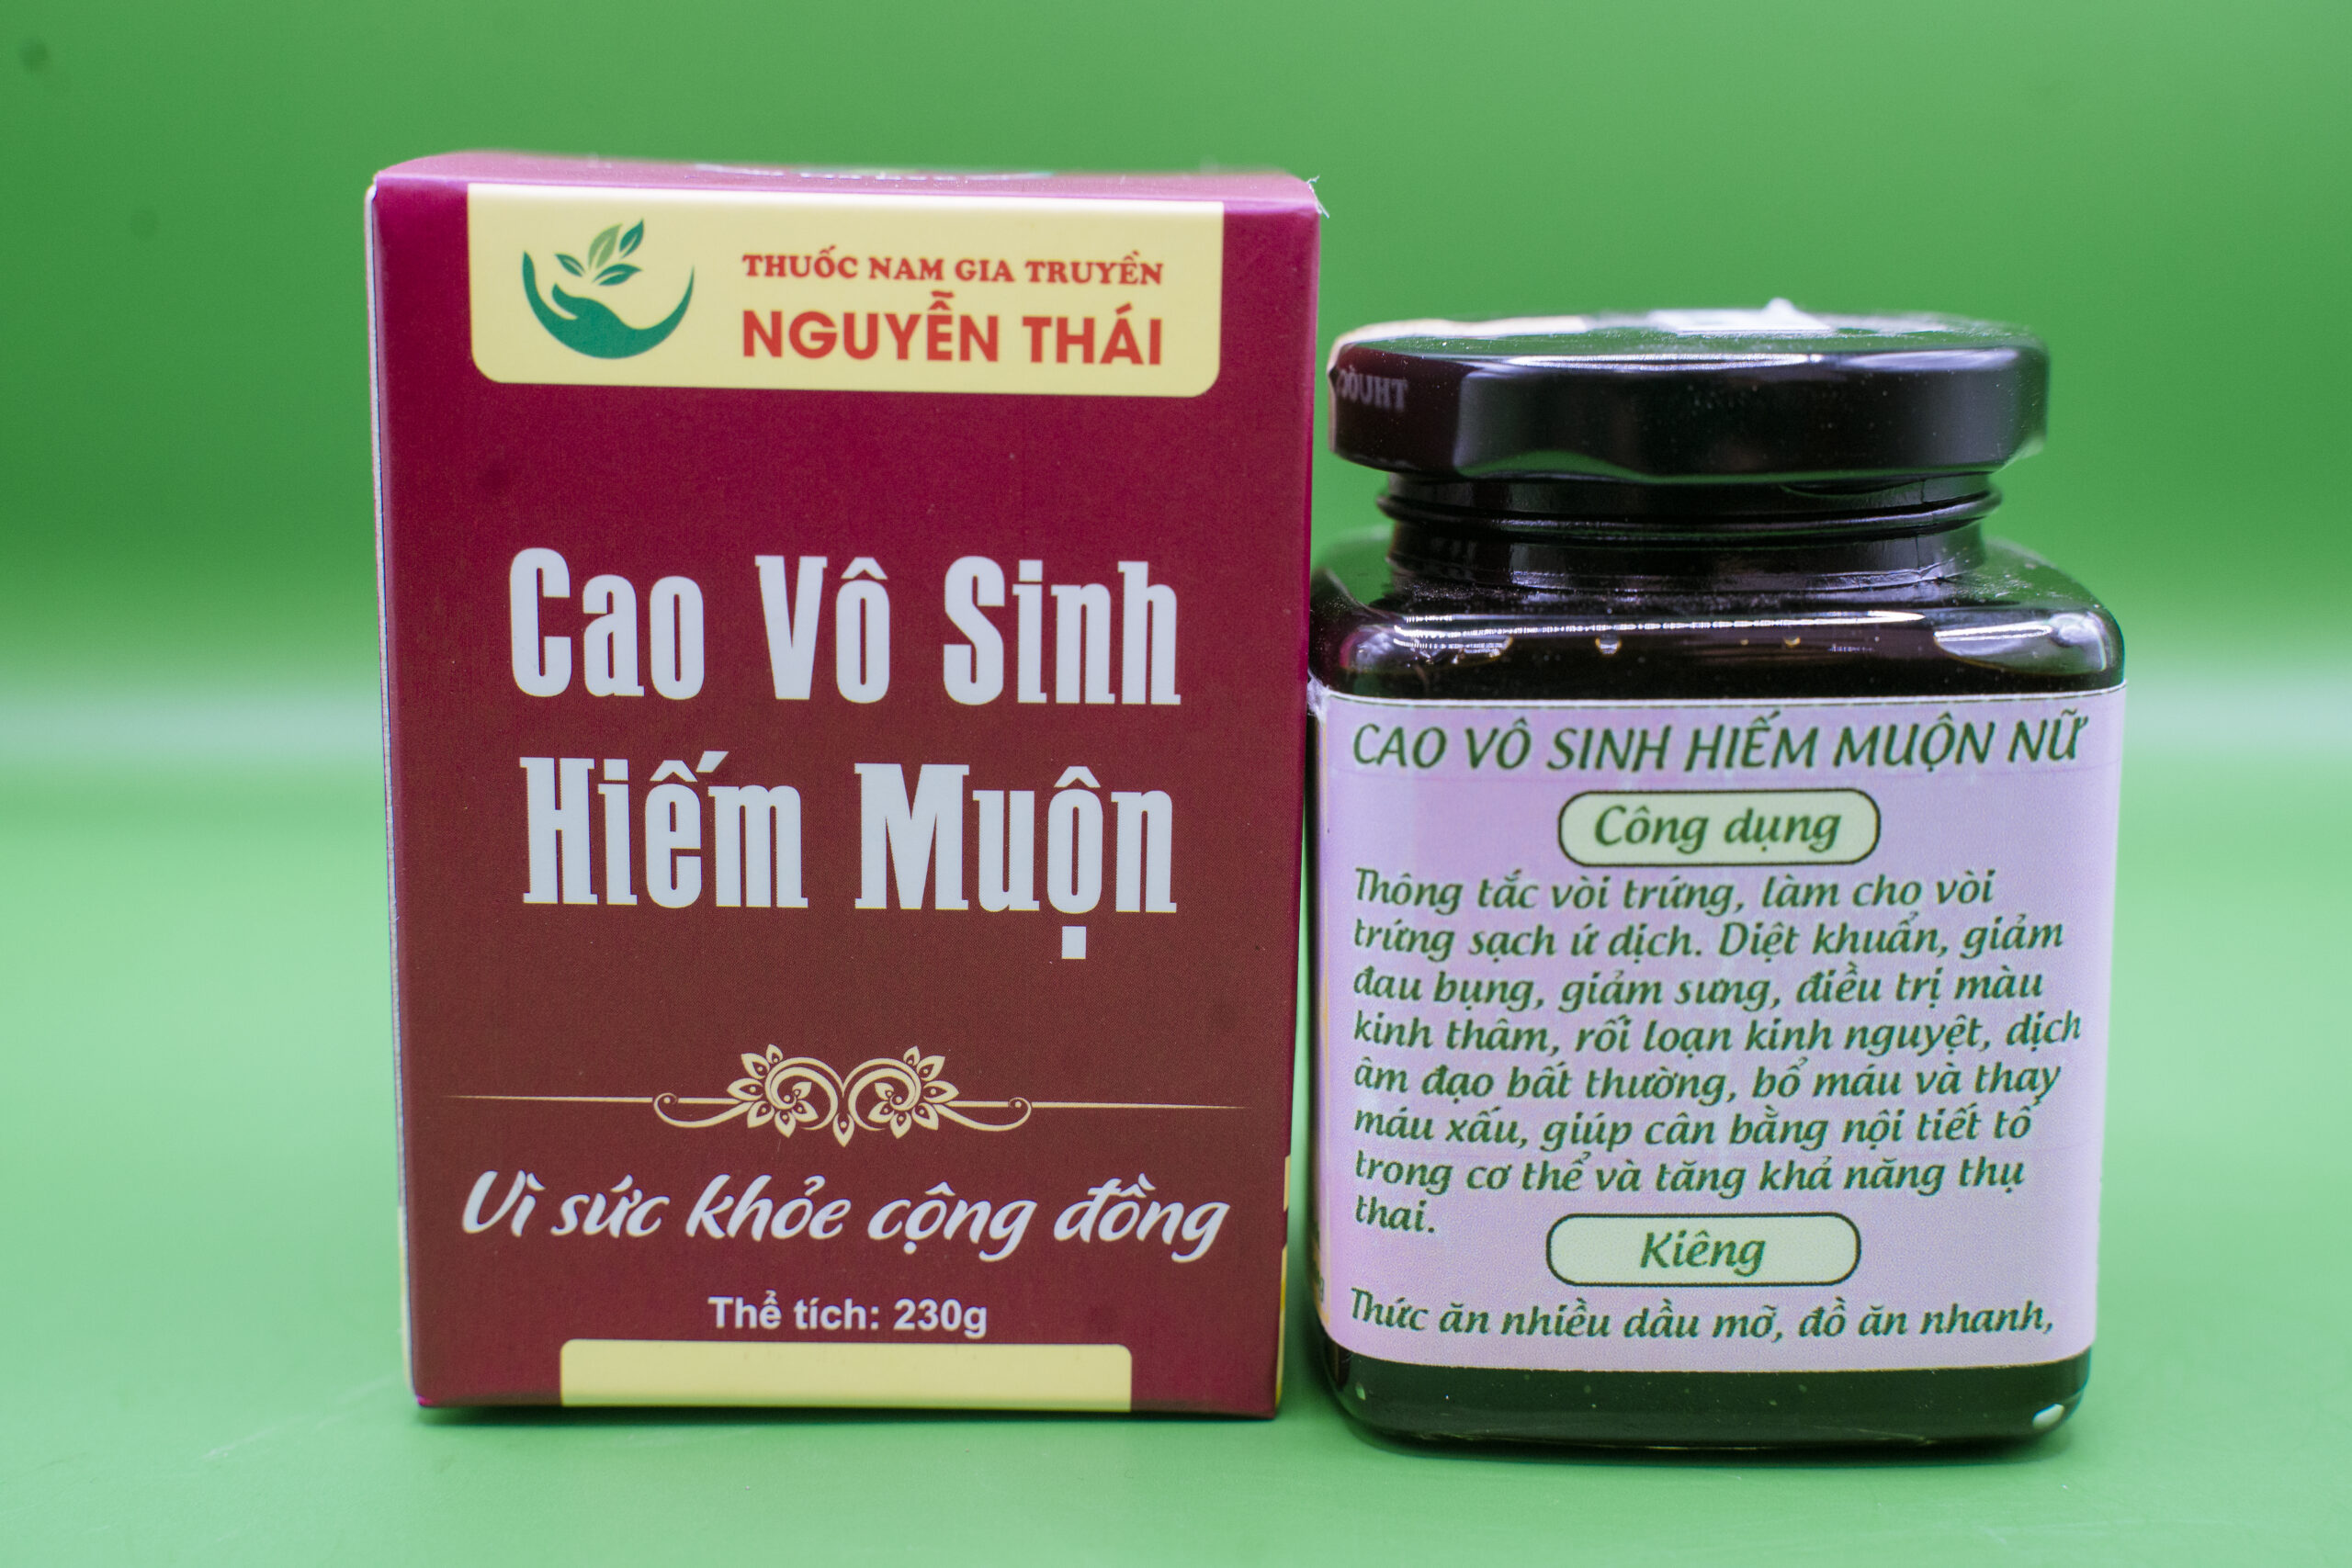 THUỐC NAM GIA TRUYỀN
NGUYỄN THÁI
Cao Vô Sinh
Hiếm Muộn
Vì sức khỏe cộng đồng
Thể tích: 230g
CAO VÔ SINH HIẾM MUỘN NỮ
Công dụng
Thông tắc vòi trứng, làm cho vòi
trứng sạch ứ dịch. Diệt khuẩn, giảm
đau bụng, giảm sưng, điều trị màu
kinh thâm, rối loạn kinh nguyệt, dịch
âm đạo bất thường, bổ máu và thay
máu xấu, giúp cân bằng nội tiết tố
trong cơ thể và tăng khả năng thụ
thai.
Kiêng
Thức ăn nhiều dầu mỡ, đồ ăn nhanh,